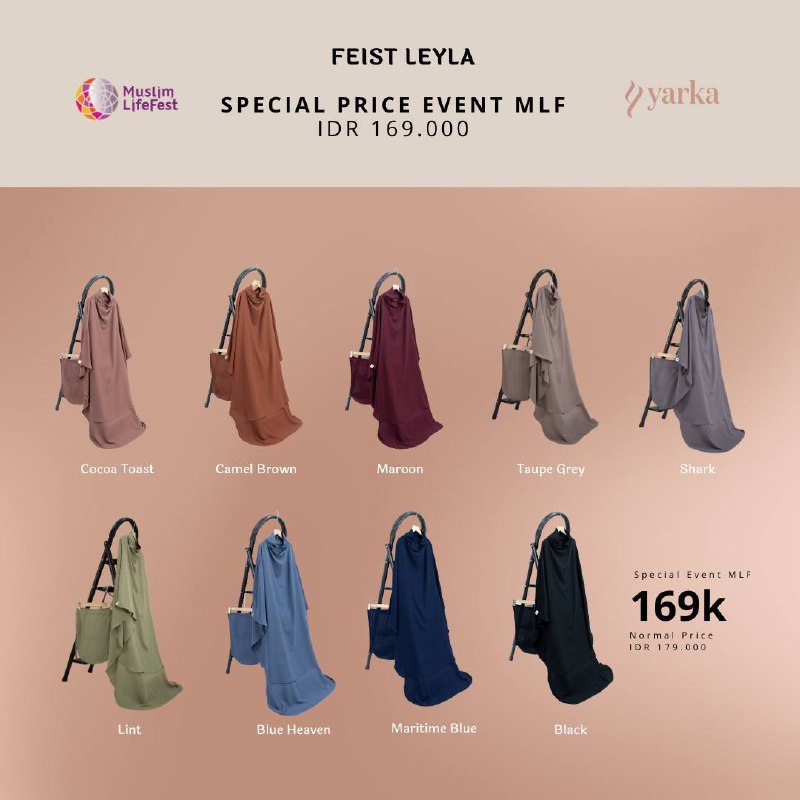 FEIST LEYLA
Muslim
LifeFest
SPECIAL PRICE EVENT MLF
IDR 169.000
yarka
Cocoa Toast
Camel Brown
Maroon
Taupe Grey
Shark
Lint
Blue Heaven
Maritime Blue
Black
Special Event MLF
169k
Normal Price
IDR 179.000